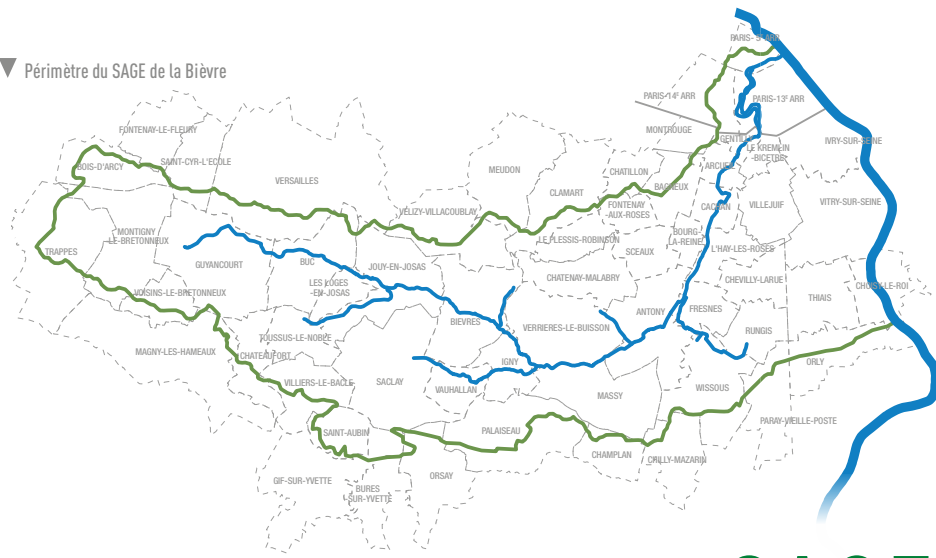 PARIS- 5E ARR
Périmètre du SAGE de la Bièvre
PARIS-14E ARR
PARIS-13E ARR
FONTENAY-LE-FLEURY
MONTROUGE
GENTILLY
IVRY-SUR-SEINE
LE KREMLIN
-BICETRE
BOIS-D'ARCY
SAINT-CYR-L'ECOLE
MEUDON
CHATILLON
ARCUEIL
VERSAILLES
CLAMART
BAGNEUX
FONTENAY
-AUX-ROSES
CACHAN
VILLEJUIF
VITRY-SUR-SEINE
VÉLIZY-VILLACOUBLAY
MONTIGNY
-LE-BRETONNEUX
LE PLESSIS-ROBINSON
BOURG-
LA-REINE
L'HAY-LES-ROSES
TRAPPES
SCEAUX
GUYANCOURT
BUC
JOUY-EN-JOSAS
CHATENAY-MALABRY
CHEVILLY-LARUE
LES LOGES
-EN-JOSAS
CHOISY-LE-ROI
VOISINS-LE-BRETONNEUX
THIAIS
ANTONY
FRESNES
BIEVRES
VERRIERES-LE-BUISSON
RUNGIS
TOUSSUS-LE-NOBLE
MAGNY-LES-HAMEAUX
CHATEAUFORT
IGNY
ORLY
VILLIERS-LE-BACLE
SACLAY
VAUHALLAN
MASSY
WISSOUS
PARAY-VIEILLE-POSTE
SAINT-AUBIN
PALAISEAU
CHAMPLAN
CHILLY-MAZARIN
GIF-SUR-YVETTE
ORSAY
BURES
-SUR-YVETTE